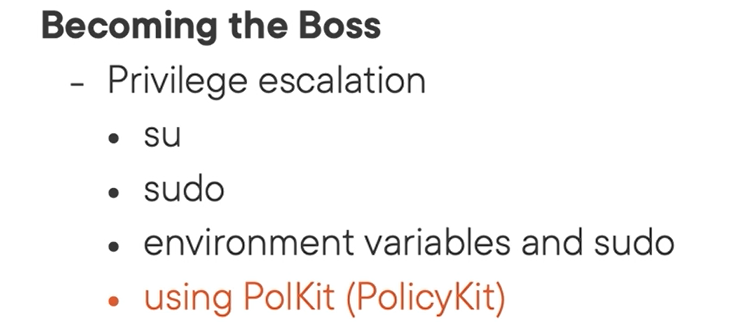 Becoming the Boss
- Privilege escalation
• su
• sudo
• environment variables and sudo
• using PolKit (PolicyKit)